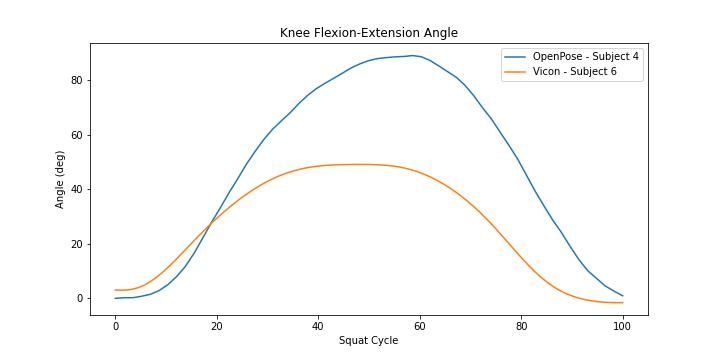 Knee Flexion-Extension Angle
OpenPose - Subject 4
Vicon - Subject 6
Angle (deg)
80
60
40
20
0
0 20 40 60 80 100
Squat Cycle